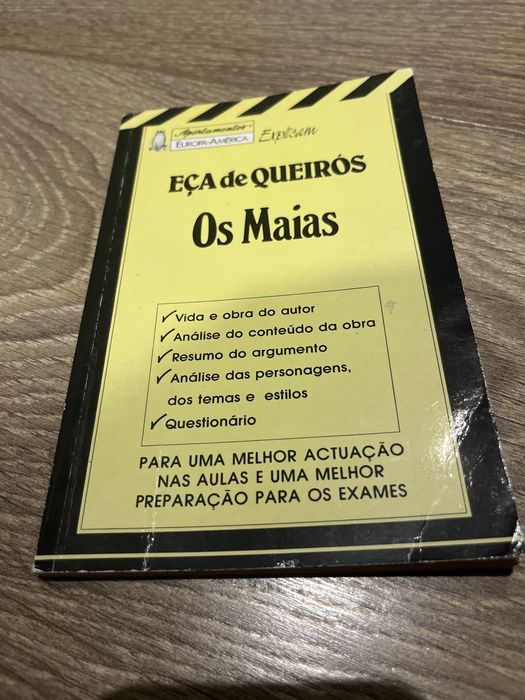 Apontamentos
EUROPA-AMÉRICA
Explicam
EÇA de QUEIRÓS
Os Maias
Vida e obra do autor
Análise do conteúdo da obra
Resumo do argumento
Análise das personagens,
dos temas e estilos
Questionário
PARA UMA MELHOR ACTUAÇÃO
NAS AULAS E UMA MELHOR
PREPARAÇÃO PARA OS EXAMES